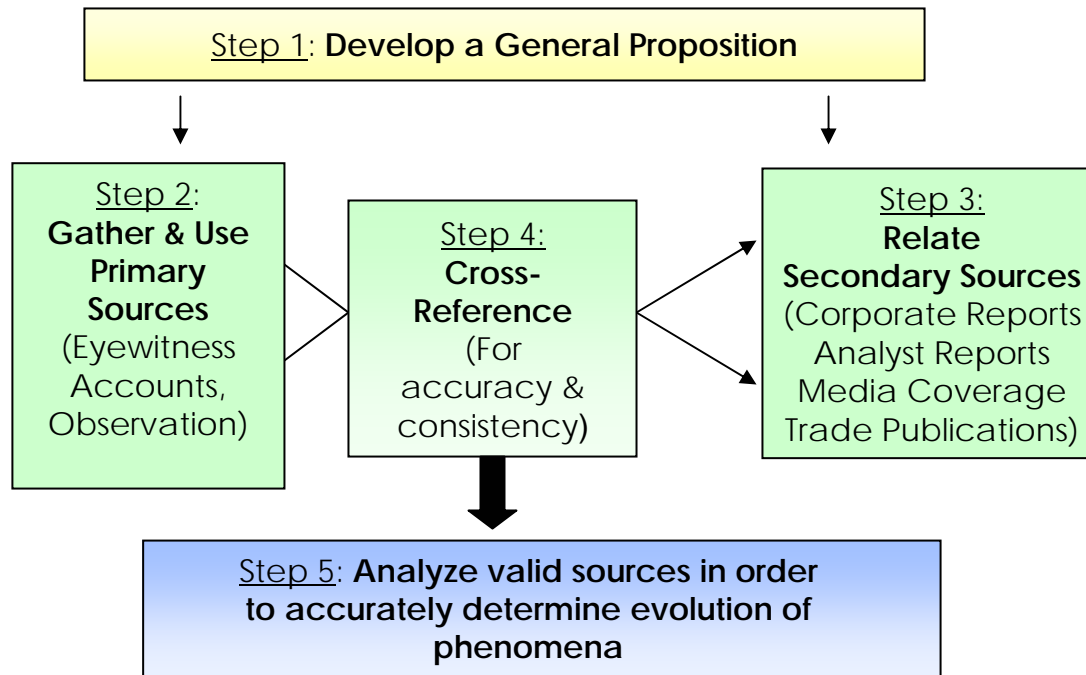 Step 1: Develop a General Proposition
Step 2:
Gather & Use
Primary
Sources
(Eyewitness
Accounts,
Observation)
Step 4:
Cross-
Reference
(For
accuracy &
consistency)
Step 3:
Relate
Secondary Sources
(Corporate Reports
Analyst Reports
Media Coverage
Trade Publications)
Step 5: Analyze valid sources in order
to accurately determine evolution of
phenomena